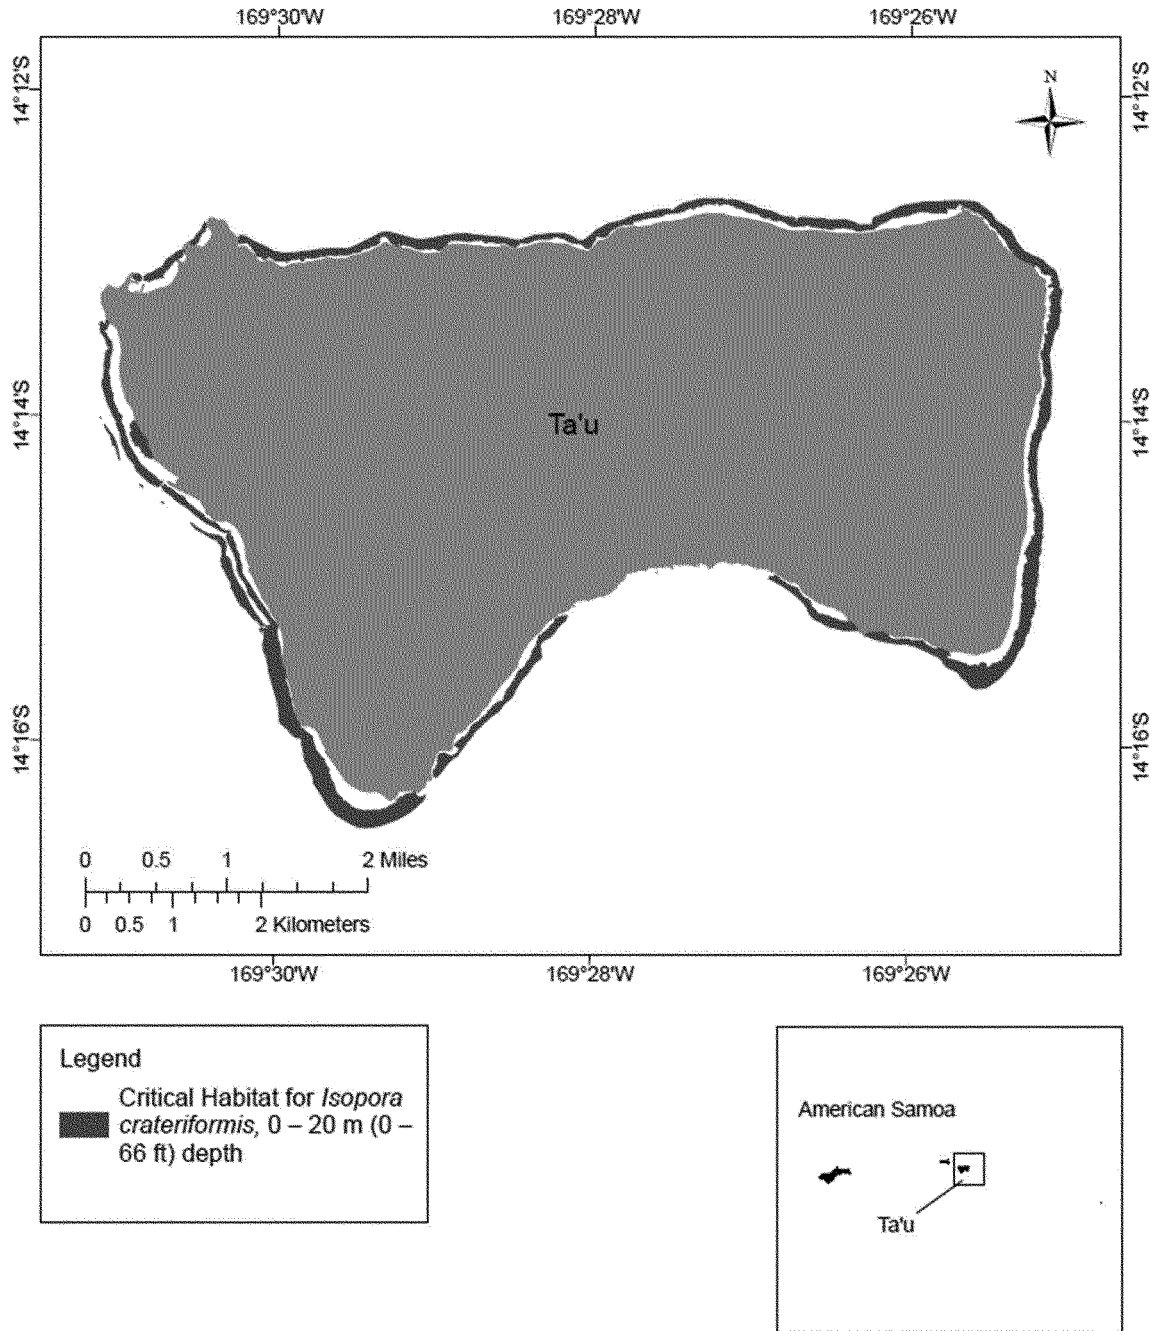 169°30'W 169°28'W 169°26'W
14°12'S 14°12'S
N
14°14'S 14°14'S
Ta'u
14°16'S 14°16'S
0 0.5 1 2 Miles
0 0.5 1 2 Kilometers
169°30'W 169°28'W 169°26'W
Legend
Critical Habitat for Isopora
crateriformis, 0 – 20 m (0 –
66 ft) depth
American Samoa
Ta'u